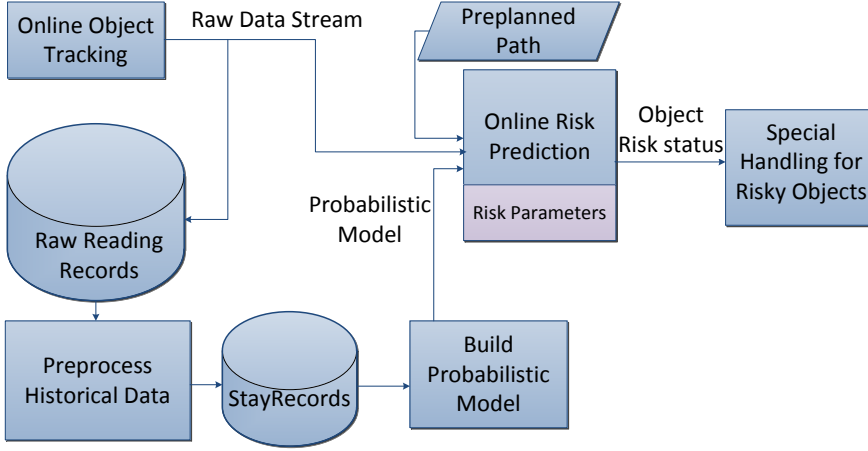 Online Object
Tracking
Raw Data Stream
Preplanned
Path
Online Risk
Prediction
Risk Parameters
Object
Risk status
Special
Handling for
Risky Objects
Raw Reading
Records
Probabilistic
Model
Preprocess
Historical Data
StayRecords
Build
Probabilistic
Model